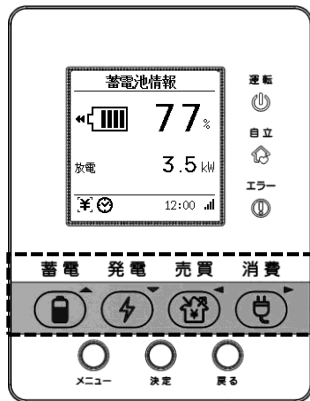 蓄電池情報
77%
放電 3.5kW
[¥] 12:00
運転
自立
エラー
蓄電 発電 売買 消費
¥
メニュー 決定 戻る